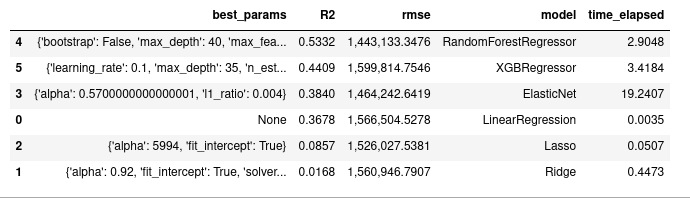 best_params R2 rmse model time_elapsed
4 {'bootstrap': False, 'max_depth': 40, 'max_fea... 0.5332 1,443,133.3476 RandomForestRegressor 2.9048
5 {'learning_rate': 0.1, 'max_depth': 35, 'n_est... 0.4409 1,599,814.7546 XGBRegressor 3.4184
3 {'alpha': 0.5700000000000001, 'l1_ratio': 0.004} 0.3840 1,464,242.6419 ElasticNet 19.2407
0 None 0.3678 1,566,504.5278 LinearRegression 0.0035
2 {'alpha': 5994, 'fit_intercept': True} 0.0857 1,526,027.5381 Lasso 0.0507
1 {'alpha': 0.92, 'fit_intercept': True, 'solver... 0.0168 1,560,946.7907 Ridge 0.4473